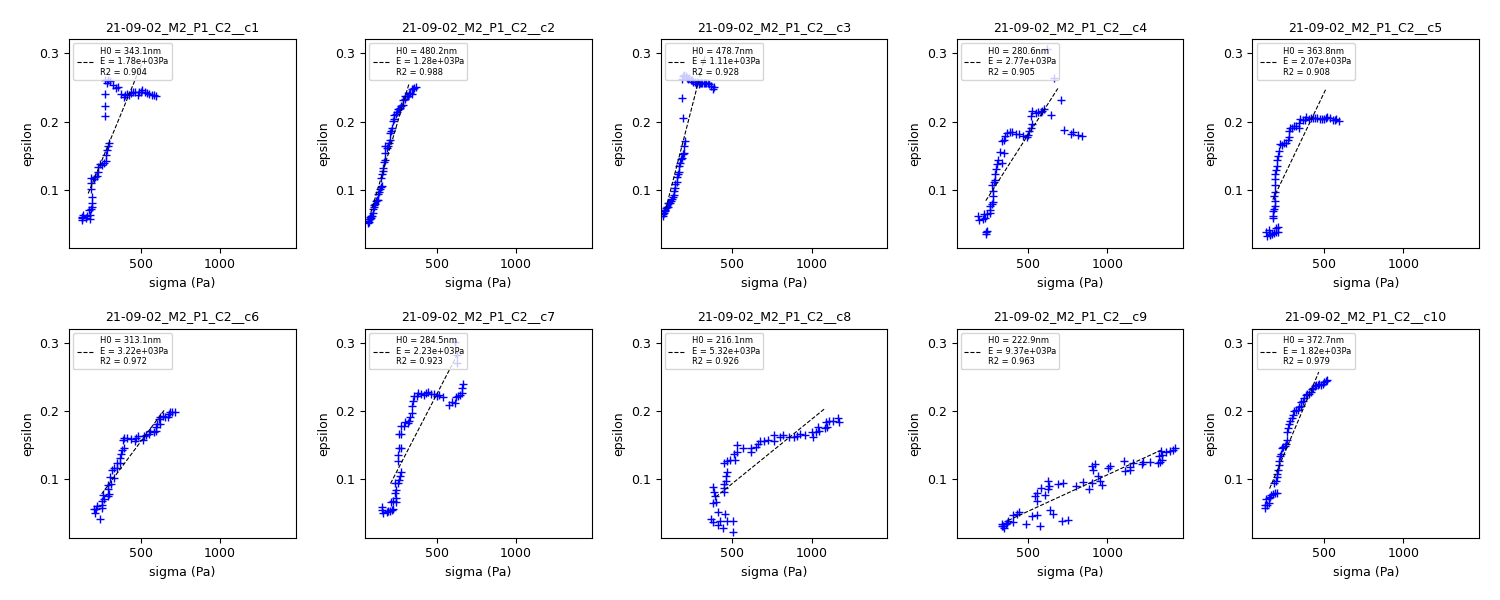 21-09-02_M2_P1_C2__c1
H0 = 343.1nm
E = 1.78e+03Pa
R2 = 0.904
0.3
0.2
0.1
epsilon
500
1000
sigma (Pa)
21-09-02_M2_P1_C2__c2
H0 = 480.2nm
E = 1.28e+03Pa
R2 = 0.988
0.3
0.2
0.1
epsilon
500
1000
sigma (Pa)
21-09-02_M2_P1_C2__c3
H0 = 478.7nm
E = 1.11e+03Pa
R2 = 0.928
0.3
0.2
0.1
epsilon
500
1000
sigma (Pa)
21-09-02_M2_P1_C2__c4
H0 = 280.6nm
E = 2.77e+03Pa
R2 = 0.905
0.3
0.2
0.1
epsilon
500
1000
sigma (Pa)
21-09-02_M2_P1_C2__c5
H0 = 363.8nm
E = 2.07e+03Pa
R2 = 0.908
0.3
0.2
0.1
epsilon
500
1000
sigma (Pa)
21-09-02_M2_P1_C2__c6
H0 = 313.1nm
E = 3.22e+03Pa
R2 = 0.972
0.3
0.2
0.1
epsilon
500
1000
sigma (Pa)
21-09-02_M2_P1_C2__c7
H0 = 284.5nm
E = 2.23e+03Pa
R2 = 0.923
0.3
0.2
0.1
epsilon
500
1000
sigma (Pa)
21-09-02_M2_P1_C2__c8
H0 = 216.1nm
E = 5.32e+03Pa
R2 = 0.926
0.3
0.2
0.1
epsilon
500
1000
sigma (Pa)
21-09-02_M2_P1_C2__c9
H0 = 222.9nm
E = 9.37e+03Pa
R2 = 0.963
0.3
0.2
0.1
epsilon
500
1000
sigma (Pa)
21-09-02_M2_P1_C2__c10
H0 = 372.7nm
E = 1.82e+03Pa
R2 = 0.979
0.3
0.2
0.1
epsilon
500
1000
sigma (Pa)